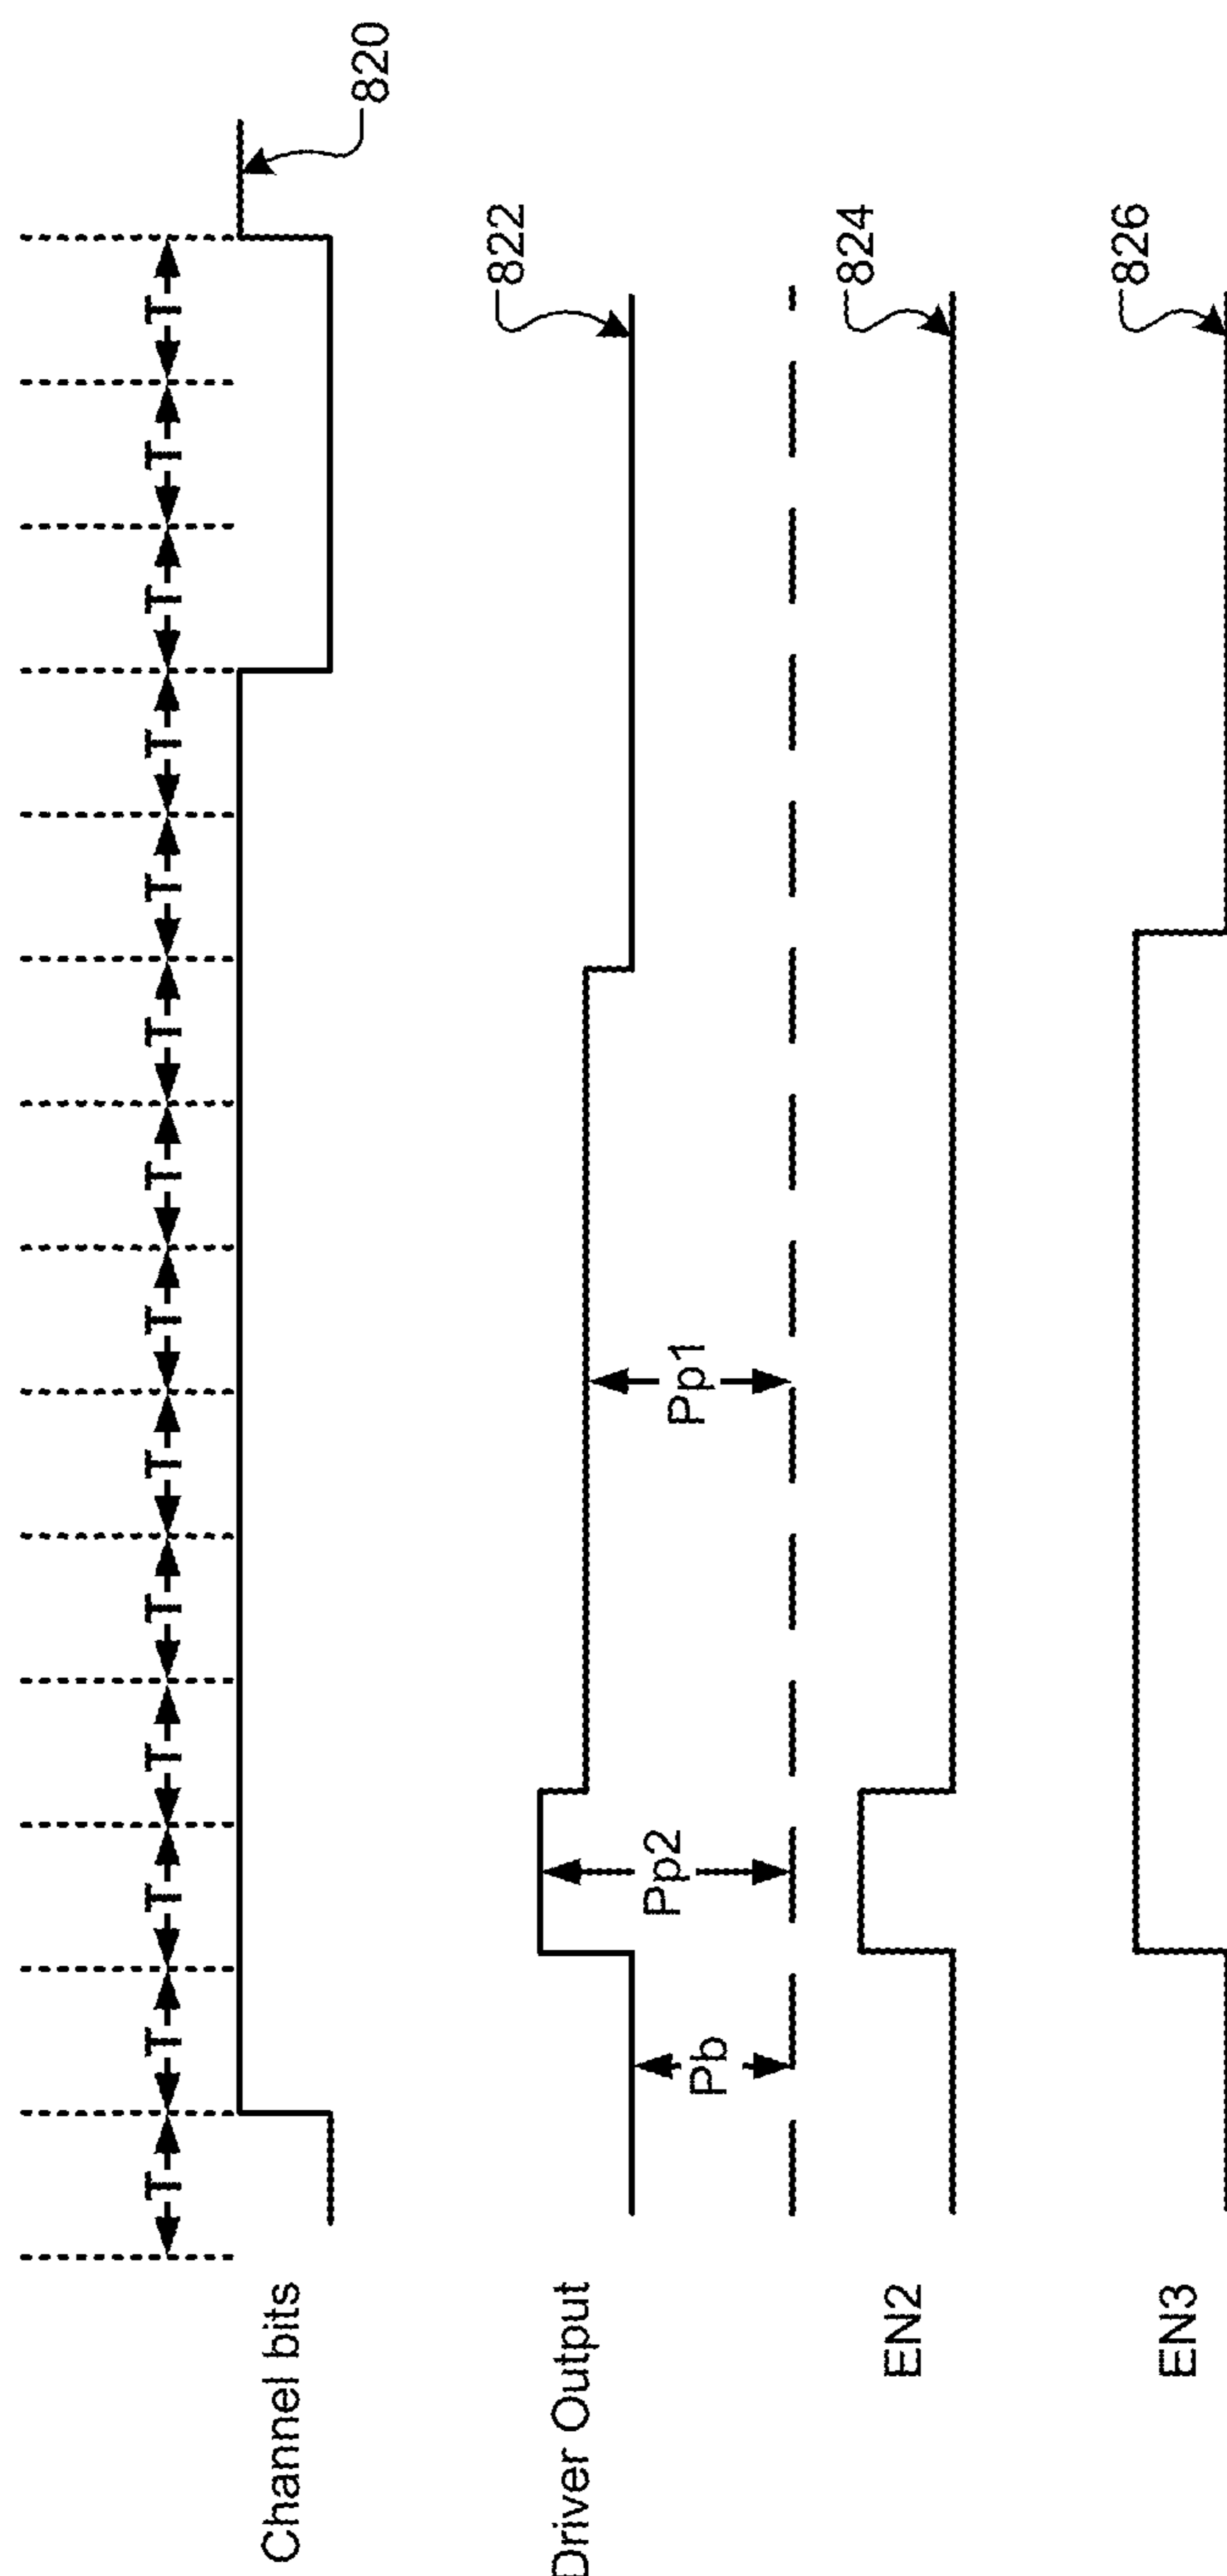 T T T T T T T T T T T T T T
Channel bits
820
Driver Output
822
Pb
Pp2
Pp1
EN2
824
EN3
826